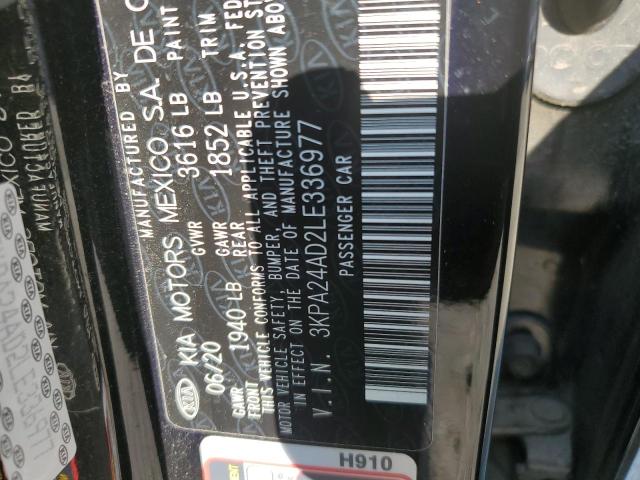 MANUFACTURED BY
KIA MOTORS MEXICO S.A. DE C
06/20 GVWR 3616 LB PAINT
GAWR FRONT 1940 LB GAWR REAR 1852 LB TRIM
THIS VEHICLE CONFORMS TO ALL APPLICABLE U.S.A. FED
MOTOR VEHICLE SAFETY, BUMPER, AND THEFT PREVENTION ST
IN EFFECT ON THE DATE OF MANUFACTURE SHOWN ABOV
V.I.N. 3KPA24AD2LE336977
PASSENGER CAR
H910